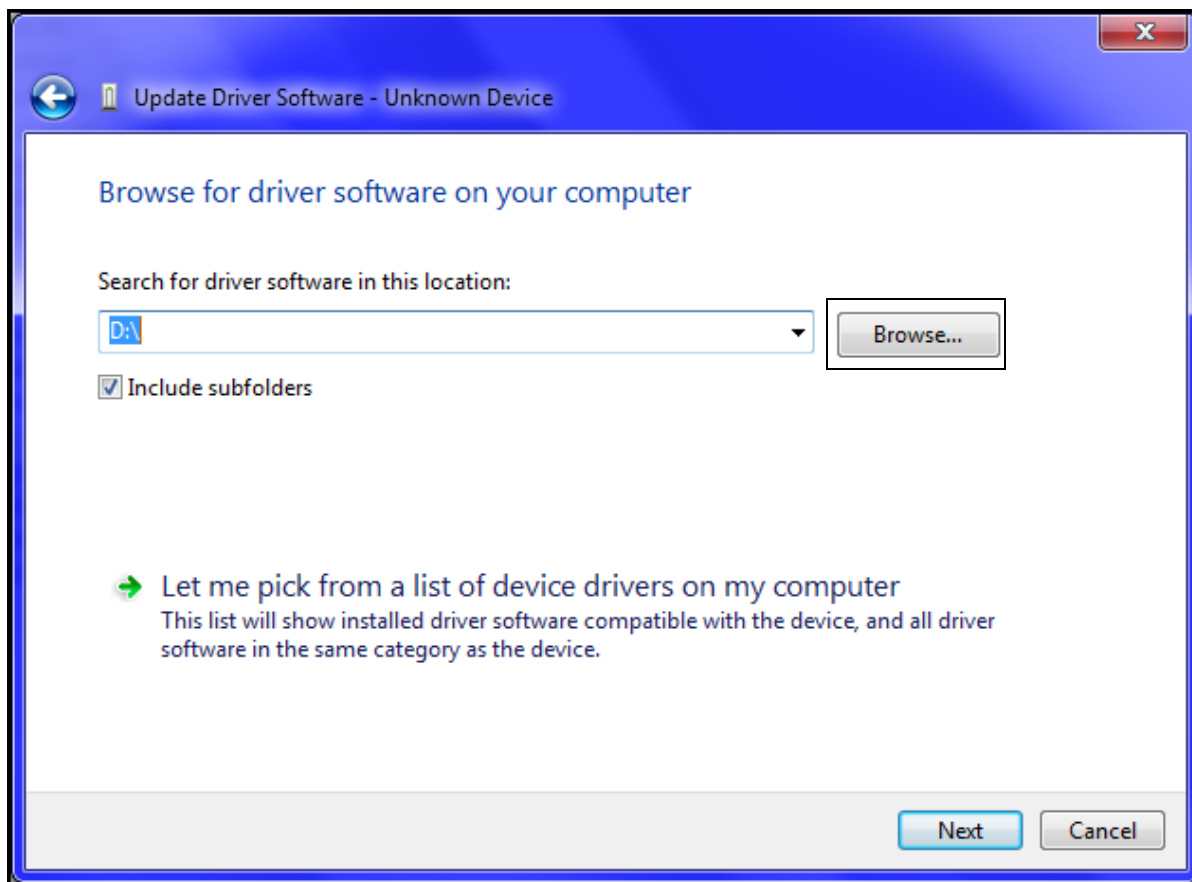 Update Driver Software - Unknown Device
Browse for driver software on your computer
Search for driver software in this location:
D:\
Browse...
Include subfolders
Let me pick from a list of device drivers on my computer
This list will show installed driver software compatible with the device, and all driver
software in the same category as the device.
Next
Cancel